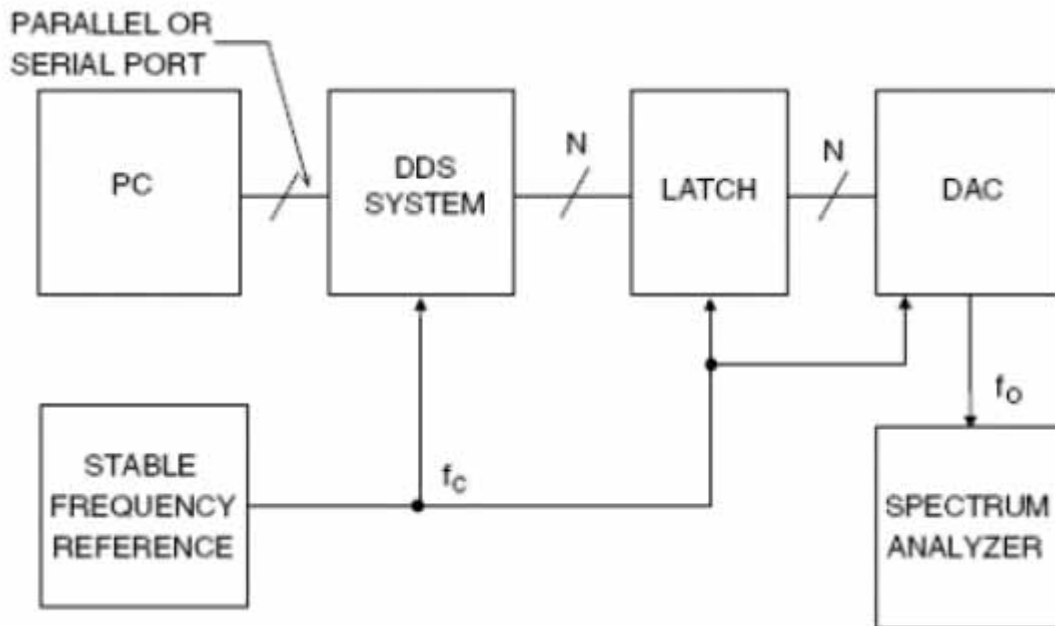 PARALLEL OR
SERIAL PORT
PC
DDS
SYSTEM
N
LATCH
N
DAC
STABLE
FREQUENCY
REFERENCE
fc
fo
SPECTRUM
ANALYZER